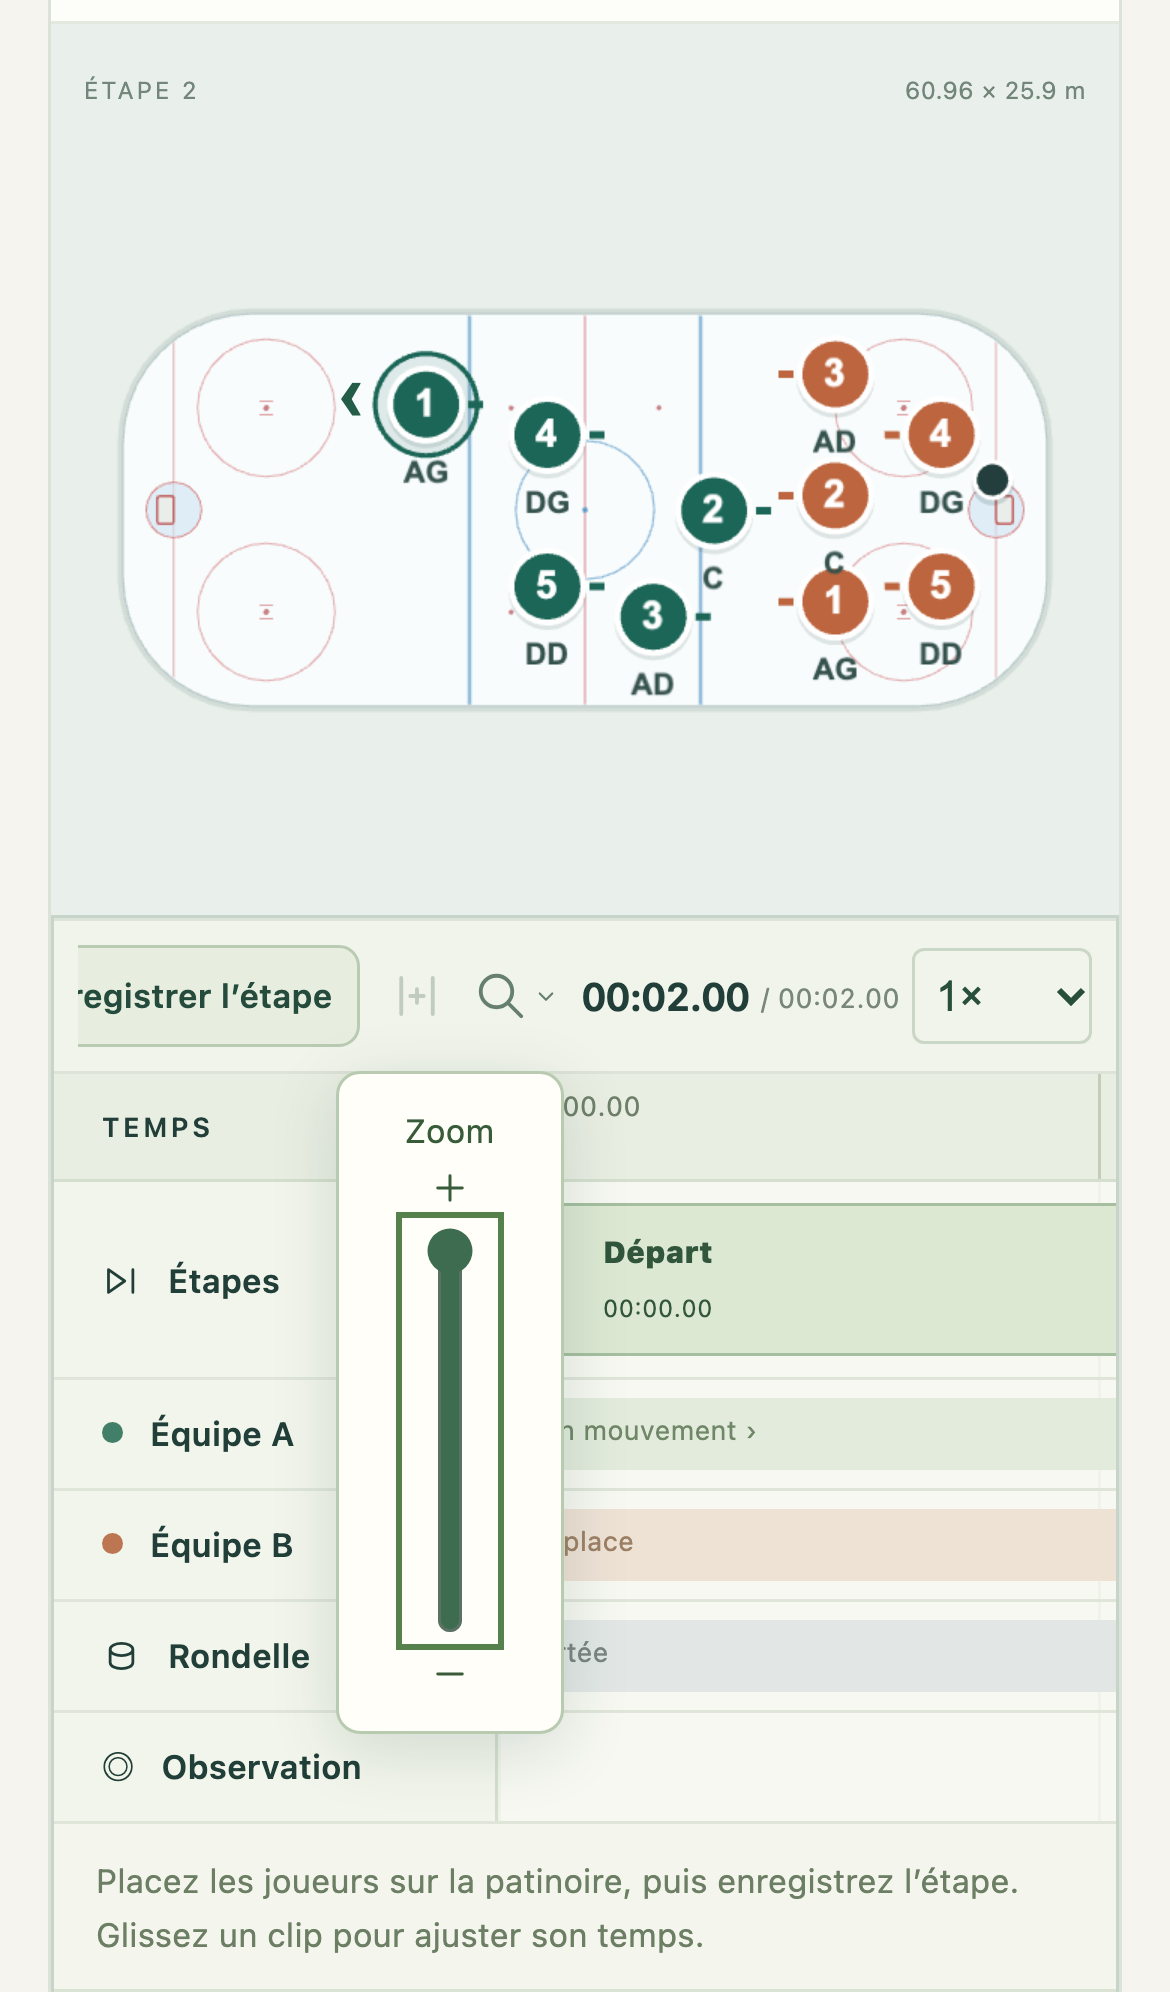 ÉTAPE 2
60.96 × 25.9 m
1
AG
4
DG
5
DD
2
C
3
AD
3
AD
4
DG
2
C
1
AG
5
DD
registrer l’étape
00:02.00 / 00:02.00
1×
TEMPS
00.00
Zoom
+
−
Étapes
Départ
00:00.00
Équipe A
n mouvement ›
Équipe B
place
Rondelle
tée
Observation
Placez les joueurs sur la patinoire, puis enregistrez l’étape.
Glissez un clip pour ajuster son temps.